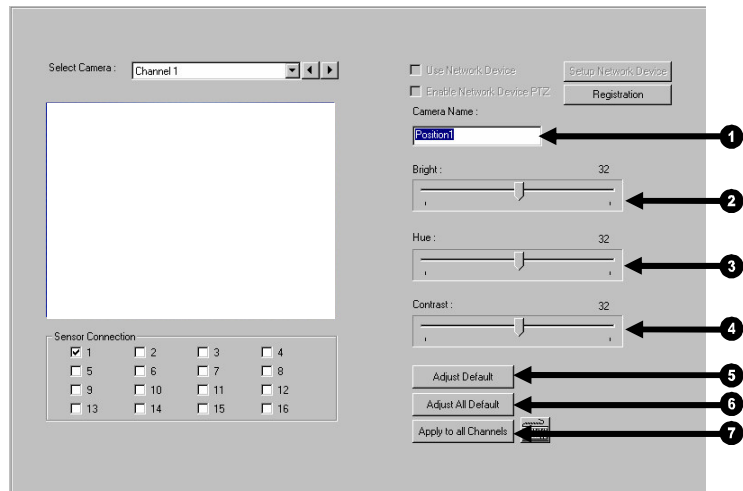 Select Camera :
Channel 1
Use Network Device
Setup Network Device
Enable Network Device PTZ
Registration
Camera Name :
Position1
1
Bright :
32
2
Hue :
32
3
Contrast :
32
4
Sensor Connection
1 2 3 4
5 6 7 8
9 10 11 12
13 14 15 16
Adjust Default
5
Adjust All Default
6
Apply to all Channels
7